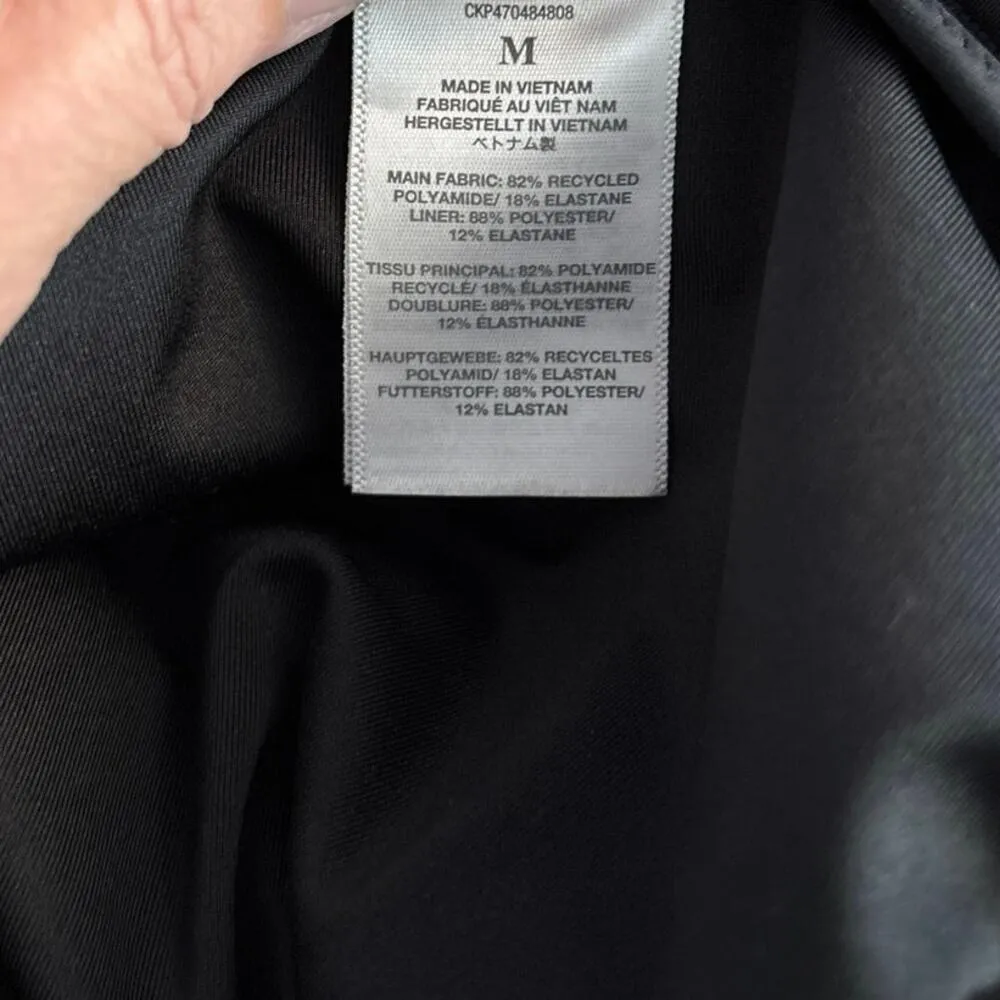 CKP470484808
M
MADE IN VIETNAM
FABRIQUÉ AU VIÊT NAM
HERGESTELLT IN VIETNAM
ベトナム製
MAIN FABRIC: 82% RECYCLED
POLYAMIDE/ 18% ELASTANE
LINER: 88% POLYESTER/
12% ELASTANE
TISSU PRINCIPAL: 82% POLYAMIDE
RECYCLÉ/ 18% ÉLASTHANNE
DOUBLURE: 88% POLYESTER/
12% ÉLASTHANNE
HAUPTGEWEBE: 82% RECYCELTES
POLYAMID/ 18% ELASTAN
FUTTERSTOFF: 88% POLYESTER/
12% ELASTAN